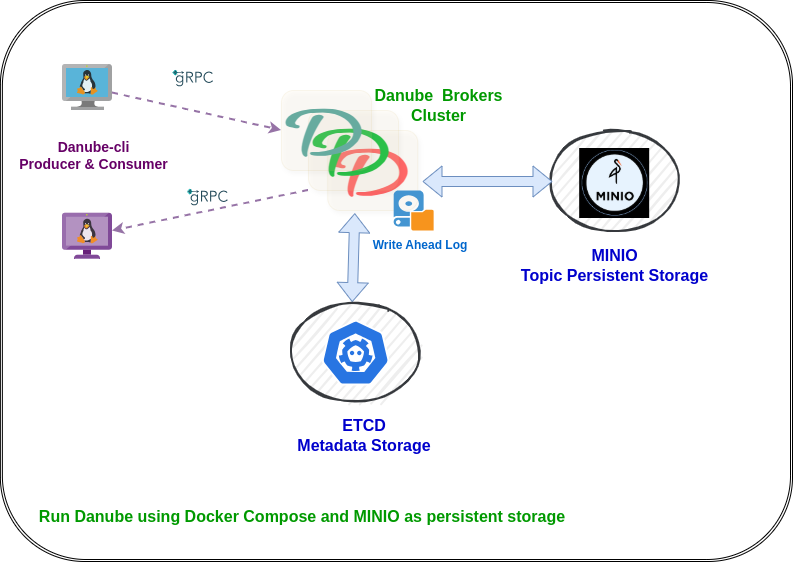 gRPC
Danube Brokers
Cluster
Danube-cli
Producer & Consumer
gRPC
MINIO
Write Ahead Log
MINIO
Topic Persistent Storage
ETCD
Metadata Storage
Run Danube using Docker Compose and MINIO as persistent storage